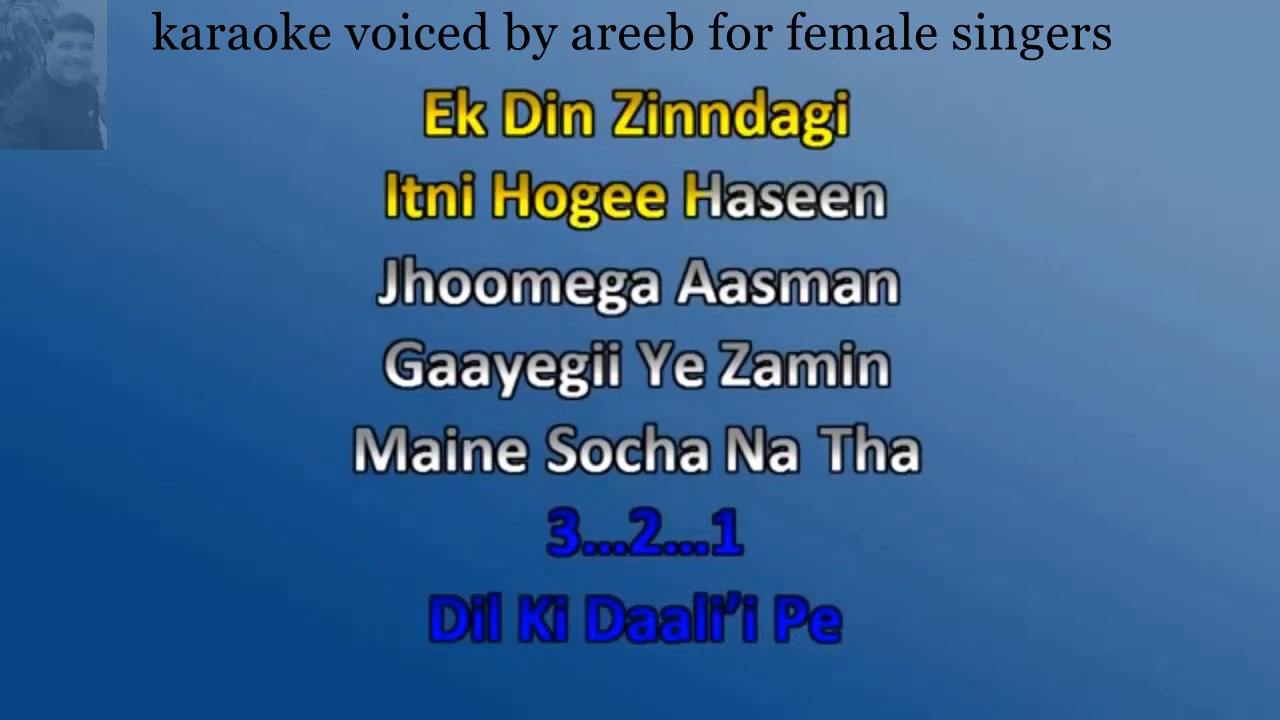 karaoke voiced by areeb for female singers
Ek Din Zinndagi
Itni Hogee Haseen
Jhoomega Aasman
Gaayegii Ye Zamin
Maine Socha Na Tha
3...2...1
Dil Ki Daali’i Pe